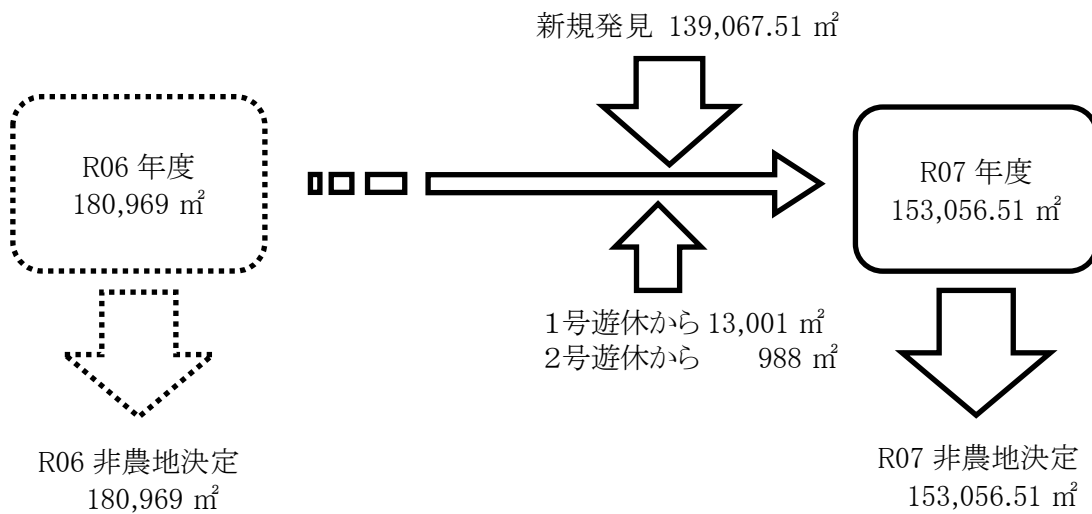 新規発見 139,067.51 ㎡
R06 年度
180,969 ㎡
R07 年度
153,056.51 ㎡
１号遊休から 13,001 ㎡
２号遊休から 988 ㎡
R06 非農地決定
180,969 ㎡
R07 非農地決定
153,056.51 ㎡